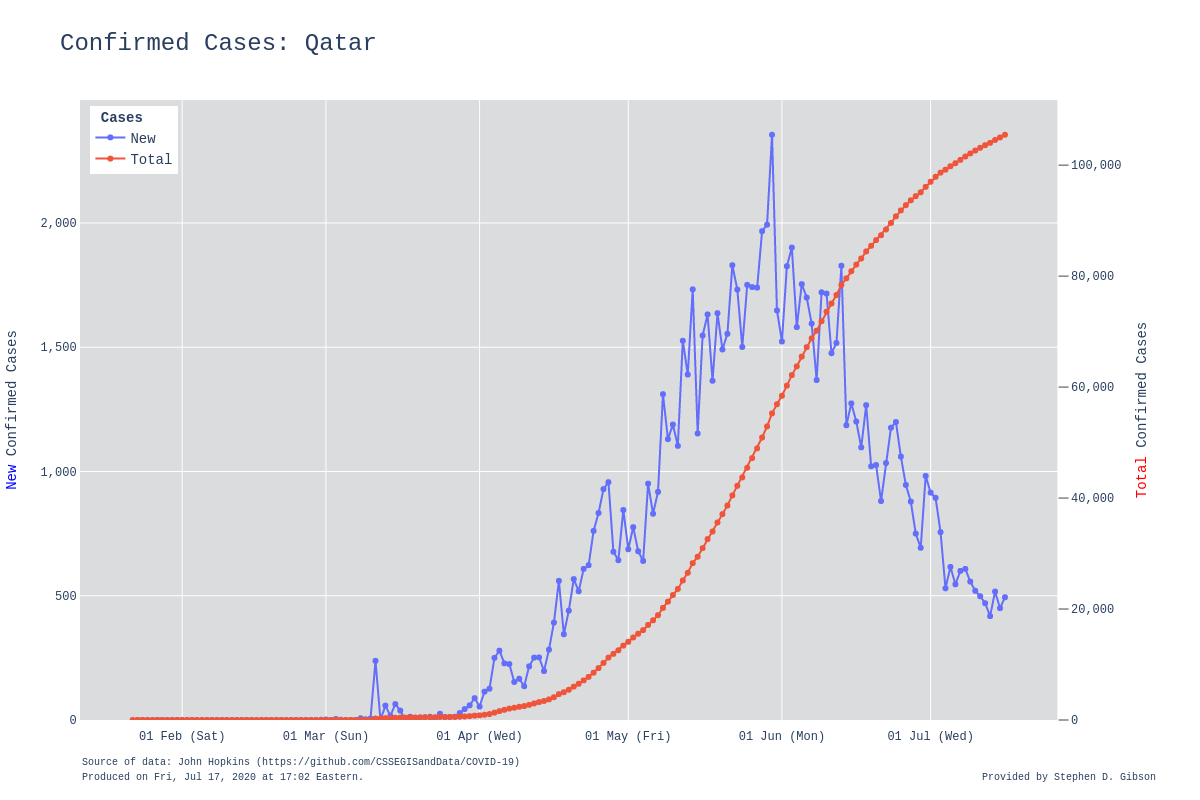 Confirmed Cases: Qatar
Cases
New
Total
2,000
1,500
1,000
500
0
New Confirmed Cases
100,000
80,000
60,000
40,000
20,000
0
Total Confirmed Cases
01 Feb (Sat)
01 Mar (Sun)
01 Apr (Wed)
01 May (Fri)
01 Jun (Mon)
01 Jul (Wed)
Source of data: John Hopkins (https://github.com/CSSEGISandData/COVID-19)
Produced on Fri, Jul 17, 2020 at 17:02 Eastern.
Provided by Stephen D. Gibson